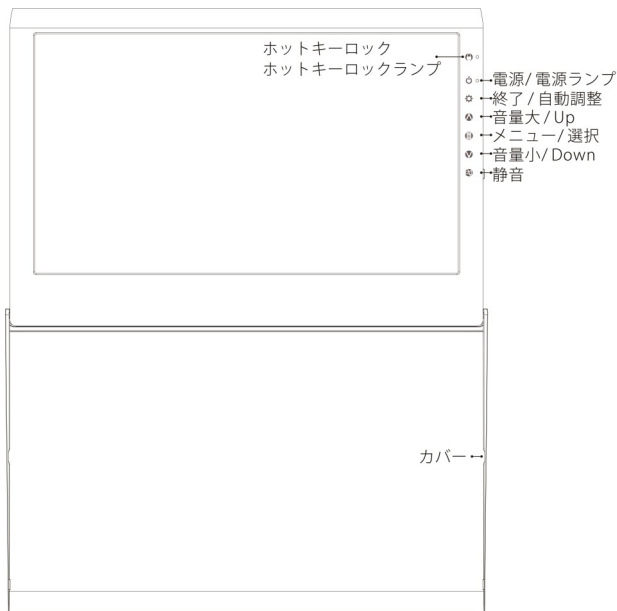 ホットキーロック
ホットキーロックランプ
電源/電源ランプ
終了/自動調整
音量大/Up
メニュー/選択
音量小/Down
静音
カバー